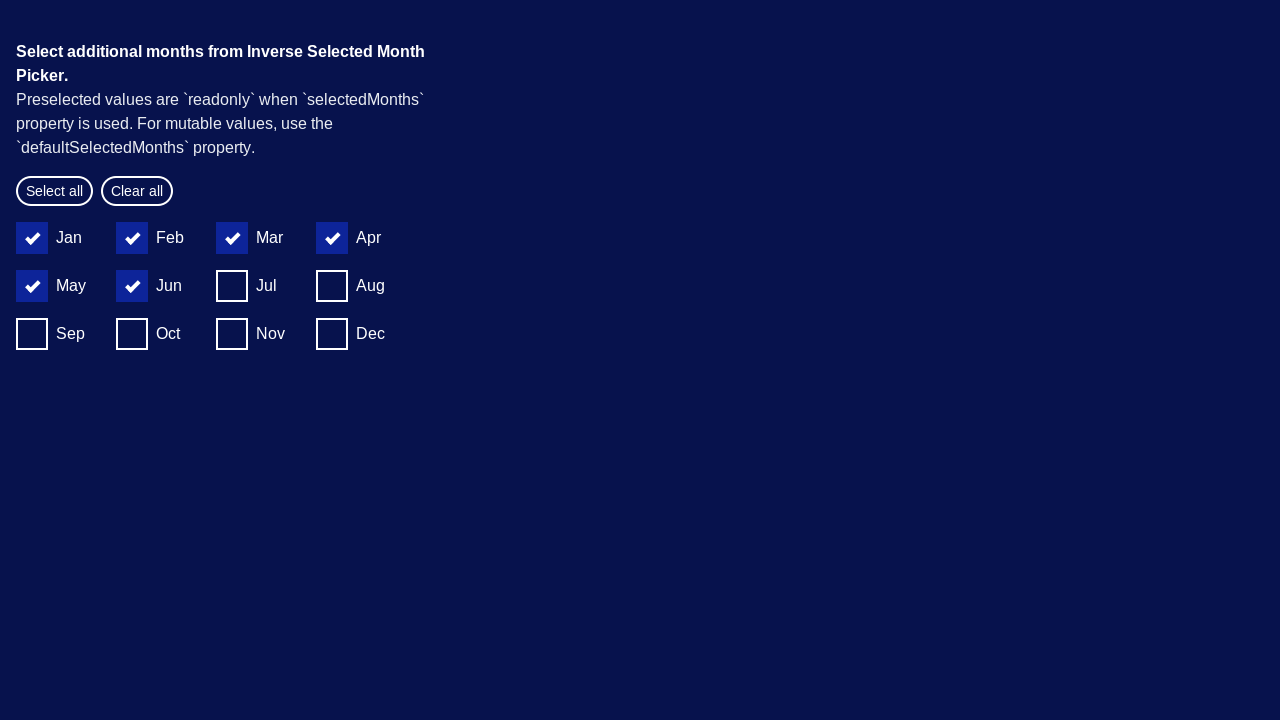 Select additional months from Inverse Selected Month
Picker.
Preselected values are `readonly` when `selectedMonths`
property is used. For mutable values, use the
`defaultSelectedMonths` property.
Select all Clear all
Jan Feb Mar Apr
May Jun Jul Aug
Sep Oct Nov Dec